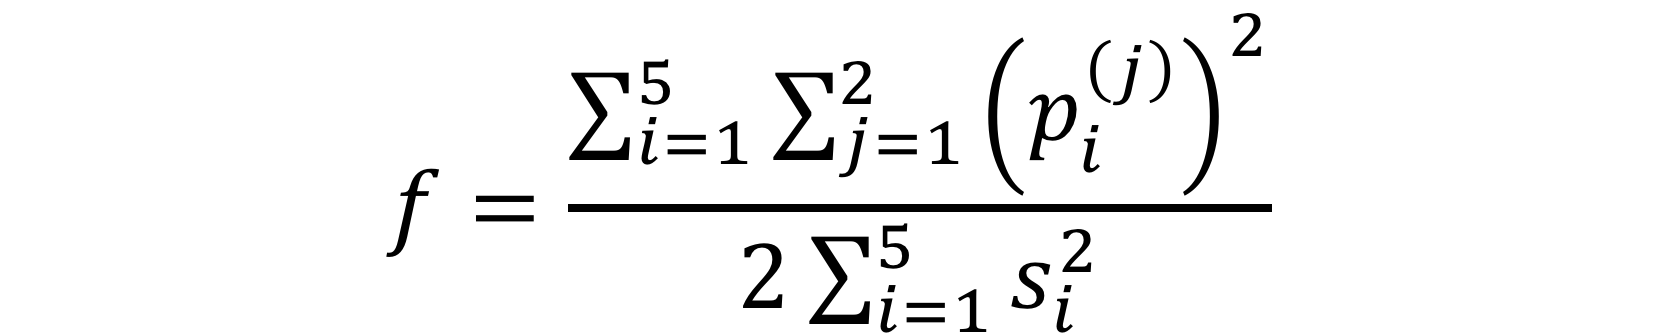 f = \frac{\sum_{i=1}^{5} \sum_{j=1}^{2} \left( p_i^{(j)} \right)^2}{2 \sum_{i=1}^{5} s_i^2}